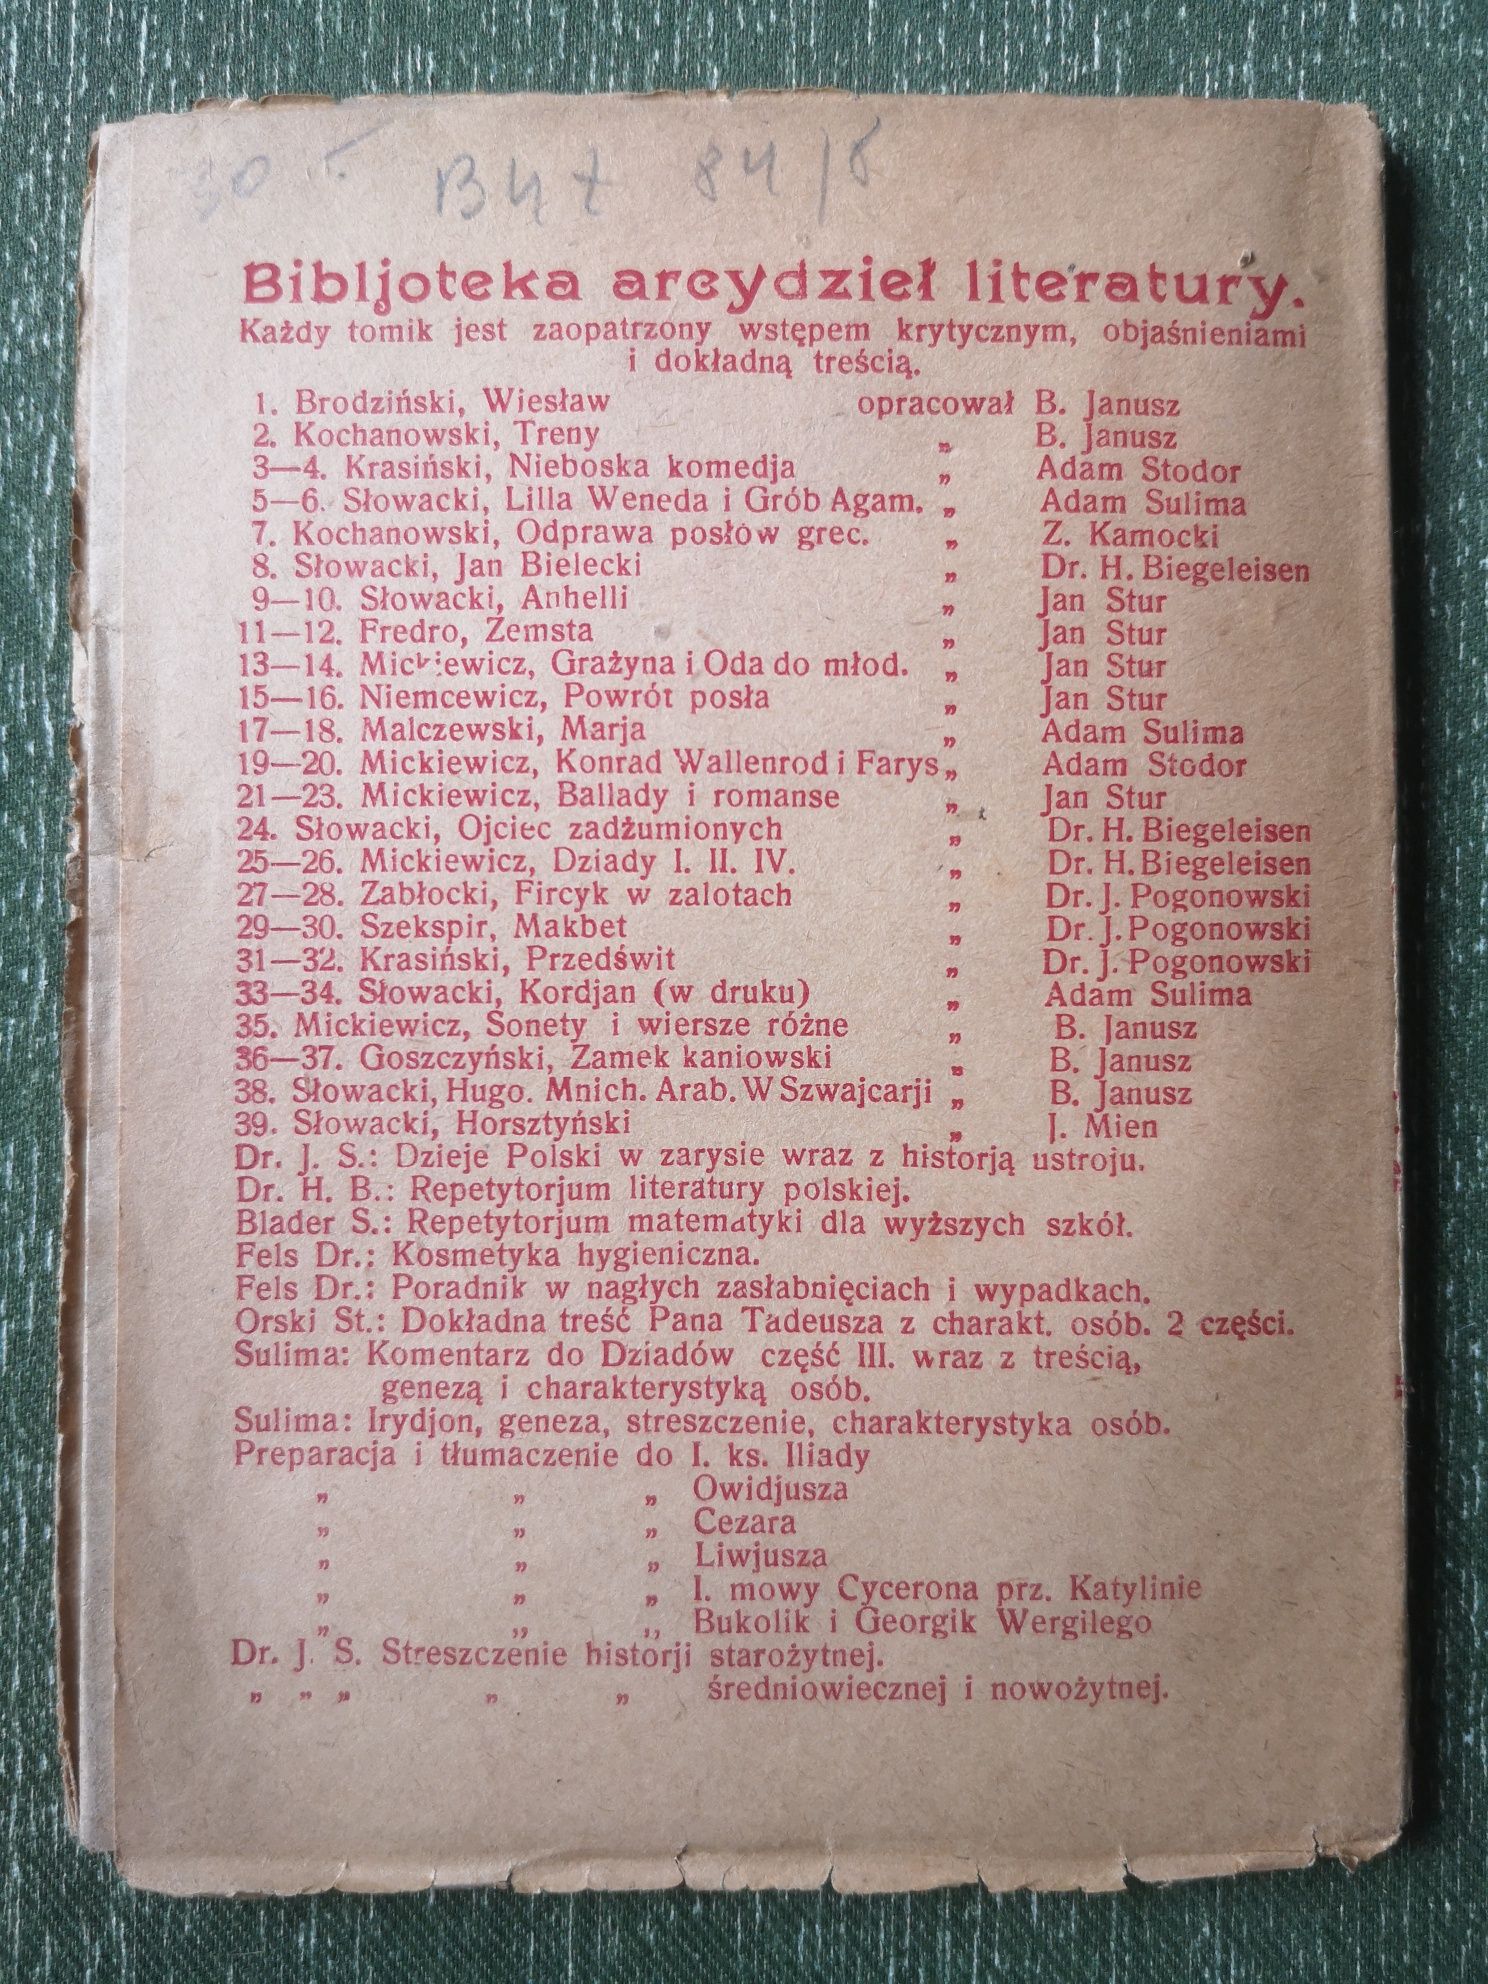 30
B47 84/6
Bibljoteka arcydzieł literatury.
Każdy tomik jest zaopatrzony wstępem krytycznym, objaśnieniami
i dokładną treścią.
1. Brodziński, Wiesław opracował B. Janusz
2. Kochanowski, Treny „ B. Janusz
3—4. Krasiński, Nieboska komedja „ Adam Stodor
5—6. Słowacki, Lilla Weneda i Grób Agam. „ Adam Sulima
7. Kochanowski, Odprawa posłów grec. „ Z. Kamocki
8. Słowacki, Jan Bielecki „ Dr. H. Biegeleisen
9—10. Słowacki, Anhelli „ Jan Stur
11—12. Fredro, Zemsta „ Jan Stur
13—14. Mickiewicz, Grażyna i Oda do młod. „ Jan Stur
15—16. Niemcewicz, Powrót posła „ Jan Stur
17—18. Malczewski, Marja „ Adam Sulima
19—20. Mickiewicz, Konrad Wallenrod i Farys „ Adam Stodor
21—23. Mickiewicz, Ballady i romanse „ Jan Stur
24. Słowacki, Ojciec zadżumionych „ Dr. H. Biegeleisen
25—26. Mickiewicz, Dziady I. II. IV. „ Dr. H. Biegeleisen
27—28. Zabłocki, Fircyk w zalotach „ Dr. J. Pogonowski
29—30. Szekspir, Makbet „ Dr. J. Pogonowski
31—32. Krasiński, Przedświt „ Dr. J. Pogonowski
33—34. Słowacki, Kordjan (w druku) „ Adam Sulima
35. Mickiewicz, Sonety i wiersze różne „ B. Janusz
36—37. Goszczyński, Zamek kaniowski „ B. Janusz
38. Słowacki, Hugo. Mnich. Arab. W Szwajcarji „ B. Janusz
39. Słowacki, Horsztyński „ J. Mien
Dr. J. S.: Dzieje Polski w zarysie wraz z historją ustroju.
Dr. H. B.: Repetytorjum literatury polskiej.
Blader S.: Repetytorjum matematyki dla wyższych szkół.
Fels Dr.: Kosmetyka hygieniczna.
Fels Dr.: Poradnik w nagłych zasłabnięciach i wypadkach.
Orski St.: Dokładna treść Pana Tadeusza z charakt. osób. 2 części.
Sulima: Komentarz do Dziadów część III. wraz z treścią,
genezą i charakterystyką osób.
Sulima: Irydjon, geneza, streszczenie, charakterystyka osób.
Preparacja i tłumaczenie do I. ks. Iliady
„ „ „ Owidjusza
„ „ „ Cezara
„ „ „ Liwjusza
„ „ „ I. mowy Cycerona prz. Katylinie
„ „ „ Bukolik i Georgik Wergilego
Dr. J. S. Streszczenie historji starożytnej.
„ „ „ „ „ średniowiecznej i nowożytnej.